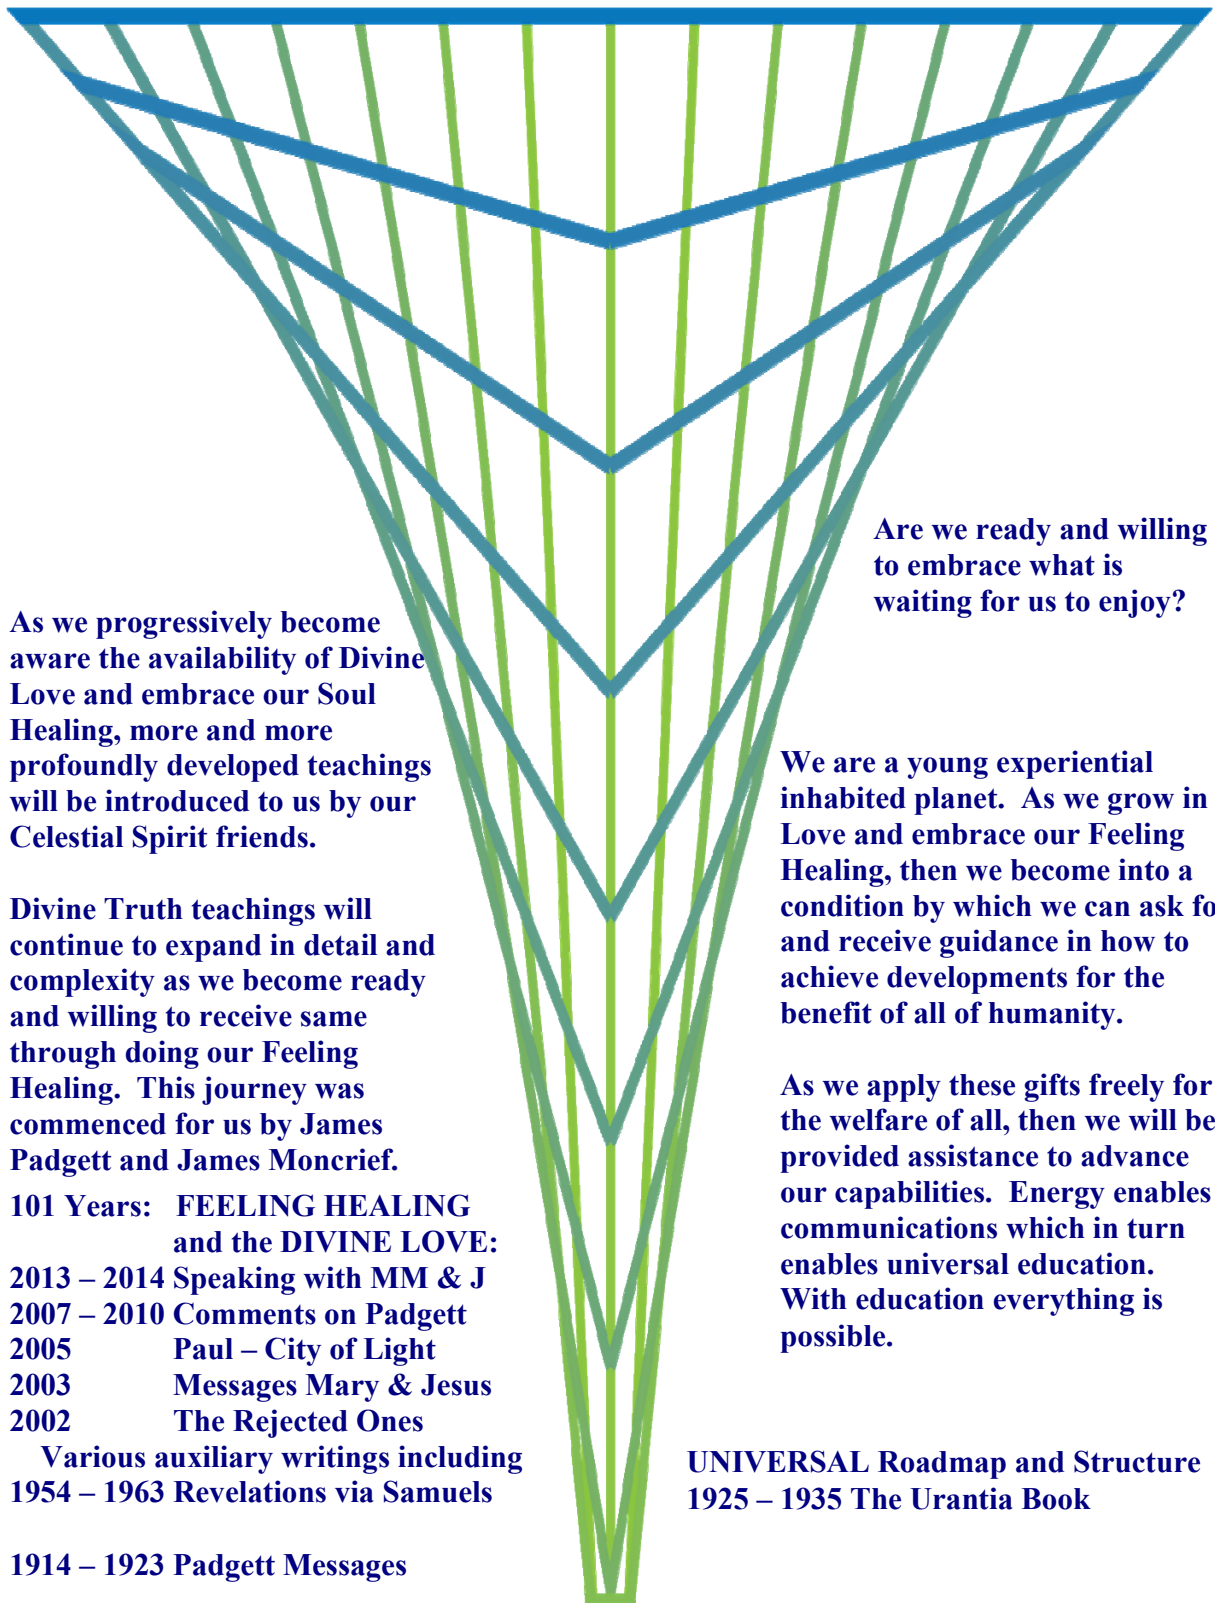 Are we ready and willing
to embrace what is
waiting for us to enjoy?
As we progressively become
aware the availability of Divine
Love and embrace our Soul
Healing, more and more
profoundly developed teachings
will be introduced to us by our
Celestial Spirit friends.
Divine Truth teachings will
continue to expand in detail and
complexity as we become ready
and willing to receive same
through doing our Feeling
Healing.  This journey was
commenced for us by James
Padgett and James Moncrief.
We are a young experiential
inhabited planet.  As we grow in
Love and embrace our Feeling
Healing, then we become into a
condition by which we can ask fo
and receive guidance in how to
achieve developments for the
benefit of all of humanity.
As we apply these gifts freely for
the welfare of all, then we will be
provided assistance to advance
our capabilities.  Energy enables
communications which in turn
enables universal education.
With education everything is
possible.
101 Years:   FEELING HEALING
and the DIVINE LOVE:
2013 – 2014 Speaking with MM & J
2007 – 2010 Comments on Padgett
2005 Paul – City of Light
2003 Messages Mary & Jesus
2002 The Rejected Ones
Various auxiliary writings including
1954 – 1963 Revelations via Samuels
1914 – 1923 Padgett Messages
UNIVERSAL Roadmap and Structure
1925 – 1935 The Urantia Book